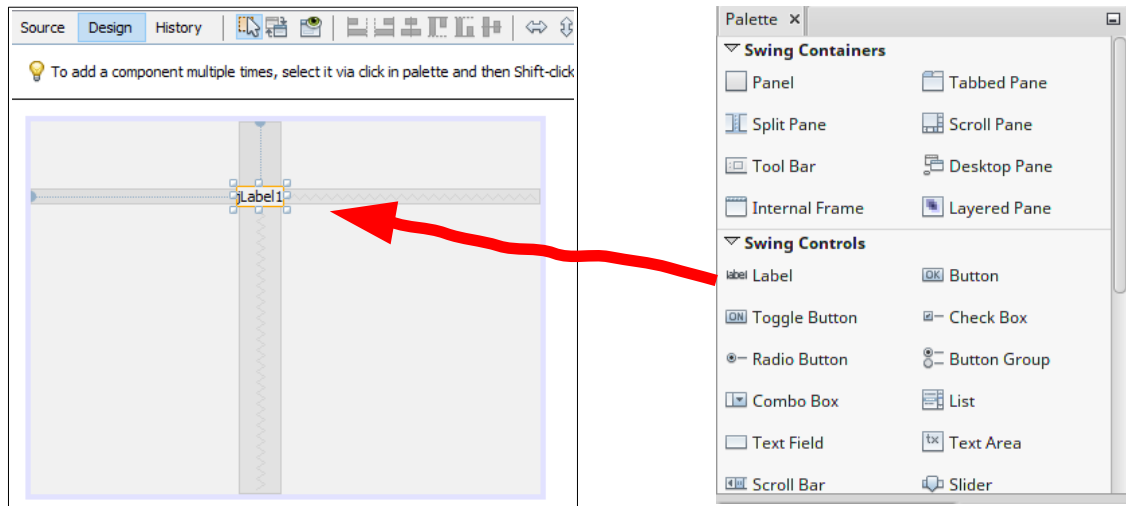 Source Design History
To add a component multiple times, select it via click in palette and then Shift-click
jLabel1
Palette
Swing Containers
Panel Tabbed Pane
Split Pane Scroll Pane
Tool Bar Desktop Pane
Internal Frame Layered Pane
Swing Controls
label Label OK Button
ON Toggle Button Check Box
Radio Button Button Group
Combo Box List
Text Field tx Text Area
Scroll Bar Slider